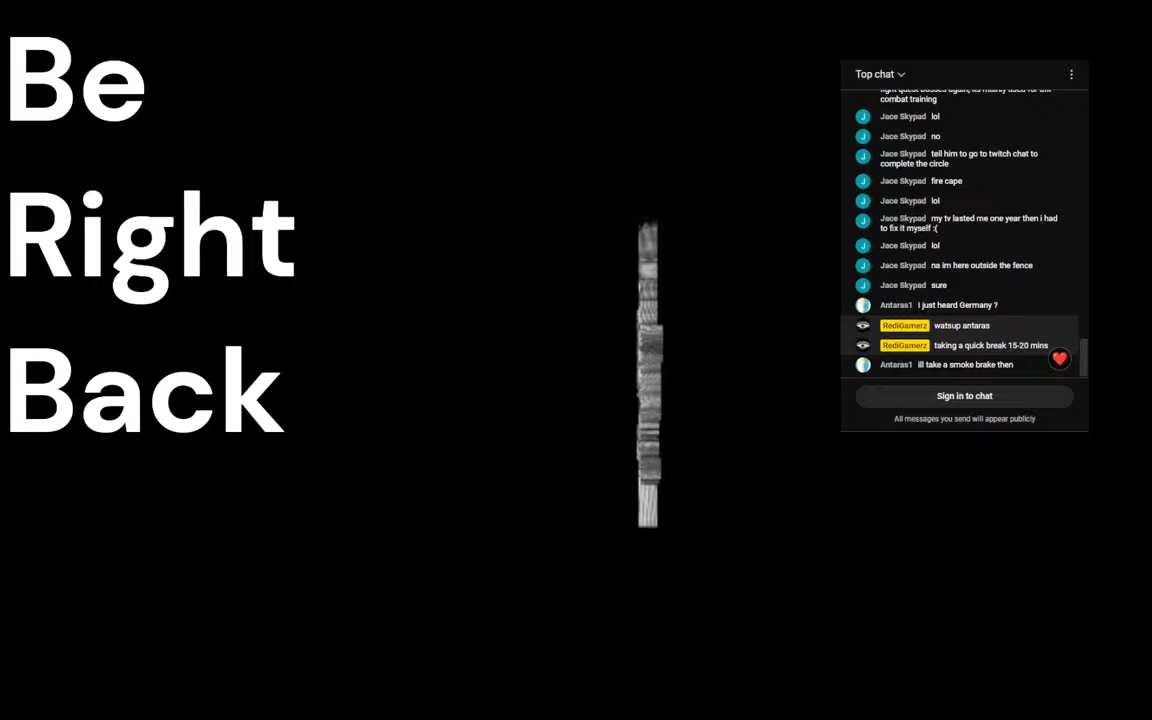 Be
Right
Back
Top chat
combat training
Jace Skypad lol
Jace Skypad no
Jace Skypad tell him to go to twitch chat to
complete the circle
Jace Skypad fire cape
Jace Skypad lol
Jace Skypad my tv lasted me one year then i had
to fix it myself :(
Jace Skypad lol
Jace Skypad na im here outside the fence
Jace Skypad sure
Antaras1 I just heard Germany ?
RediGamerz watsup antaras
RediGamerz taking a quick break 15-20 mins
Antaras1 ill take a smoke brake then
Sign in to chat
All messages you send will appear publicly